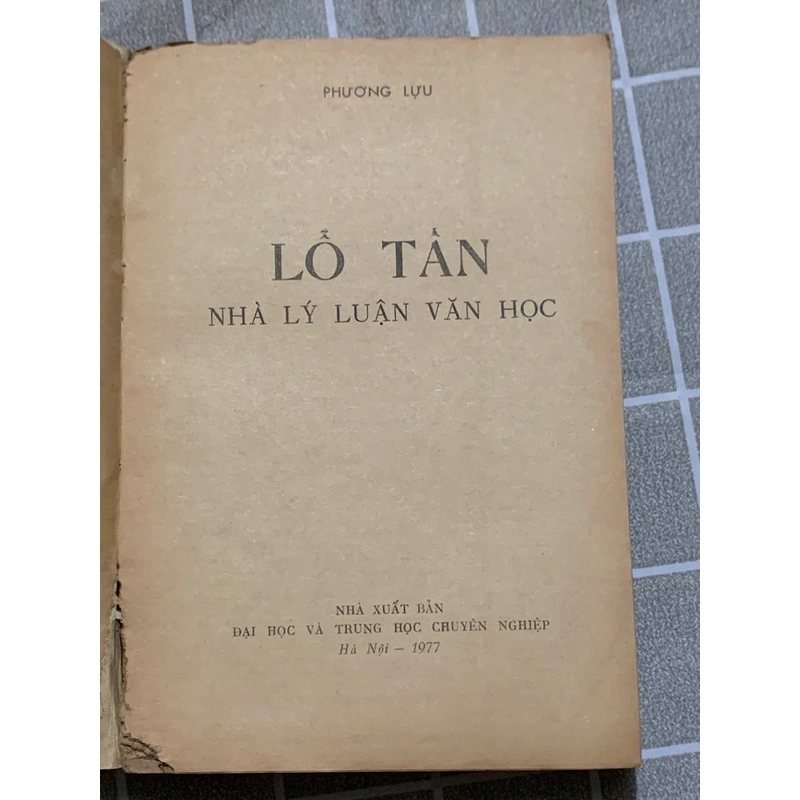 PHƯƠNG LỰU
LỖ TẤN
NHÀ LÝ LUẬN VĂN HỌC
NHÀ XUẤT BẢN
ĐẠI HỌC VÀ TRUNG HỌC CHUYÊN NGHIỆP
Hà Nội – 1977